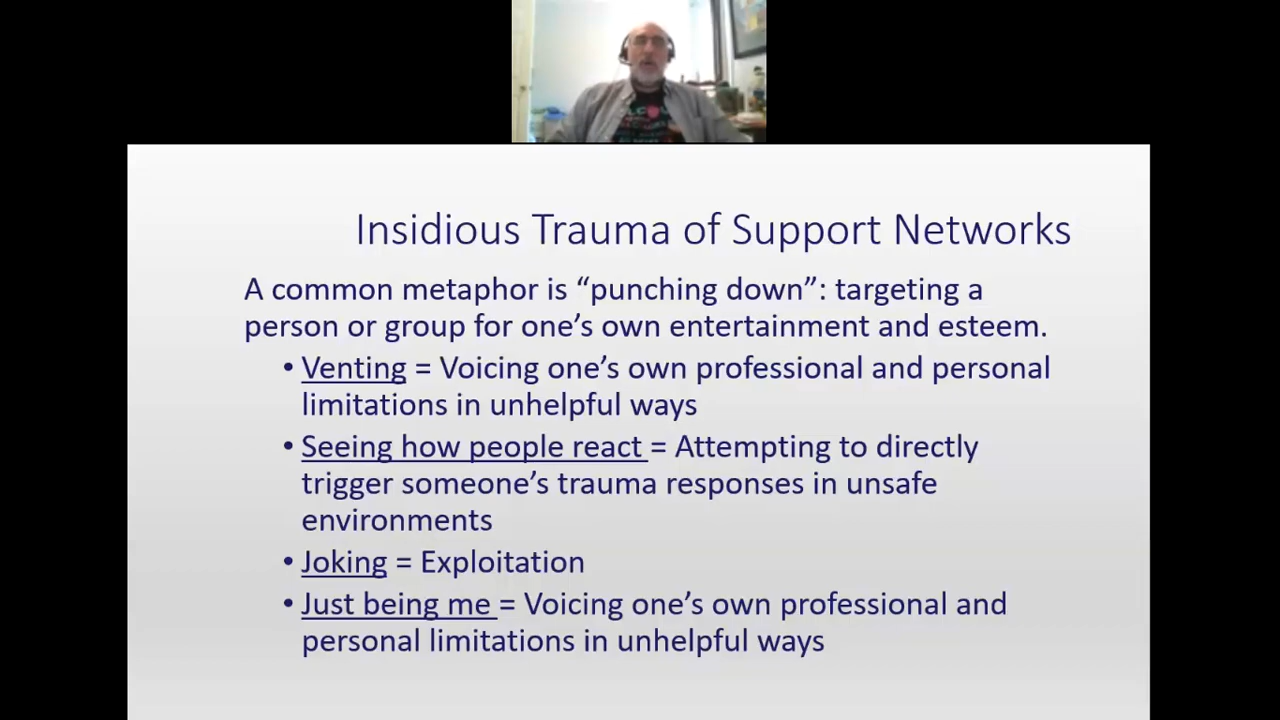 Insidious Trauma of Support Networks
A common metaphor is “punching down”: targeting a
person or group for one’s own entertainment and esteem.
• Venting = Voicing one’s own professional and personal
limitations in unhelpful ways
• Seeing how people react = Attempting to directly
trigger someone’s trauma responses in unsafe
environments
• Joking = Exploitation
• Just being me = Voicing one’s own professional and
personal limitations in unhelpful ways